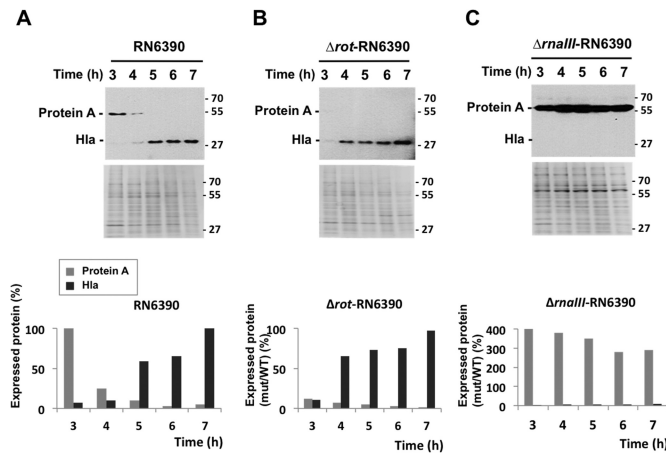 A
RN6390
Time (h) 3 4 5 6 7
- 70
Protein A - - 55
Hla - - 27
70
55
- 27
Protein A
Hla
RN6390
Expressed protein (%)
100
50
0
3 4 5 6 7
Time (h)
B
Δrot-RN6390
Time (h) 3 4 5 6 7
- 70
Protein A - - 55
Hla - - 27
- 70
- 55
- 27
Δrot-RN6390
Expressed protein (mut/WT) (%)
100
50
0
3 4 5 6 7
Time (h)
C
ΔrnaIII-RN6390
Time (h) 3 4 5 6 7
- 70
Protein A - - 55
Hla - - 27
- 70
- 55
- 27
ΔrnaIII-RN6390
Expressed protein (mut/WT) (%)
400
300
200
100
0
3 4 5 6 7
Time (h)